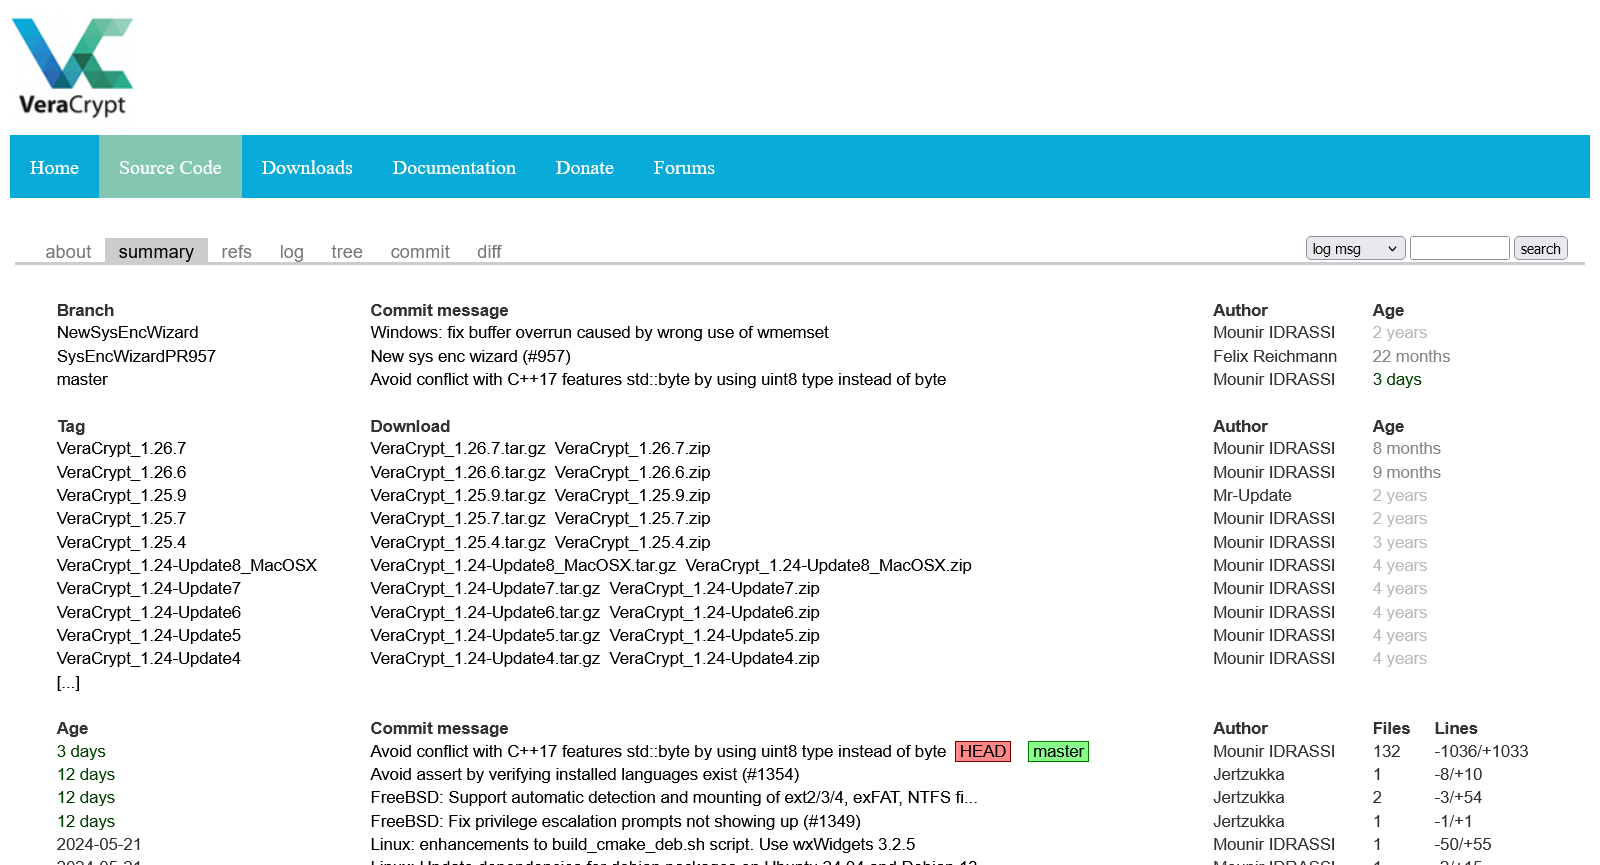 VeraCrypt
Home Source Code Downloads Documentation Donate Forums
about summary refs log tree commit diff log msg search
Branch Commit message Author Age
NewSysEncWizard Windows: fix buffer overrun caused by wrong use of wmemset Mounir IDRASSI 2 years
SysEncWizardPR957 New sys enc wizard (#957) Felix Reichmann 22 months
master Avoid conflict with C++17 features std::byte by using uint8 type instead of byte Mounir IDRASSI 3 days
Tag Download Author Age
VeraCrypt_1.26.7 VeraCrypt_1.26.7.tar.gz VeraCrypt_1.26.7.zip Mounir IDRASSI 8 months
VeraCrypt_1.26.6 VeraCrypt_1.26.6.tar.gz VeraCrypt_1.26.6.zip Mounir IDRASSI 9 months
VeraCrypt_1.25.9 VeraCrypt_1.25.9.tar.gz VeraCrypt_1.25.9.zip Mr-Update 2 years
VeraCrypt_1.25.7 VeraCrypt_1.25.7.tar.gz VeraCrypt_1.25.7.zip Mounir IDRASSI 2 years
VeraCrypt_1.25.4 VeraCrypt_1.25.4.tar.gz VeraCrypt_1.25.4.zip Mounir IDRASSI 3 years
VeraCrypt_1.24-Update8_MacOSX VeraCrypt_1.24-Update8_MacOSX.tar.gz VeraCrypt_1.24-Update8_MacOSX.zip Mounir IDRASSI 4 years
VeraCrypt_1.24-Update7 VeraCrypt_1.24-Update7.tar.gz VeraCrypt_1.24-Update7.zip Mounir IDRASSI 4 years
VeraCrypt_1.24-Update6 VeraCrypt_1.24-Update6.tar.gz VeraCrypt_1.24-Update6.zip Mounir IDRASSI 4 years
VeraCrypt_1.24-Update5 VeraCrypt_1.24-Update5.tar.gz VeraCrypt_1.24-Update5.zip Mounir IDRASSI 4 years
VeraCrypt_1.24-Update4 VeraCrypt_1.24-Update4.tar.gz VeraCrypt_1.24-Update4.zip Mounir IDRASSI 4 years
[...]
Age Commit message Author Files Lines
3 days Avoid conflict with C++17 features std::byte by using uint8 type instead of byte HEAD master Mounir IDRASSI 132 -1036/+1033
12 days Avoid assert by verifying installed languages exist (#1354) Jertzukka 1 -8/+10
12 days FreeBSD: Support automatic detection and mounting of ext2/3/4, exFAT, NTFS fi... Jertzukka 2 -3/+54
12 days FreeBSD: Fix privilege escalation prompts not showing up (#1349) Jertzukka 1 -1/+1
2024-05-21 Linux: enhancements to build_cmake_deb.sh script. Use wxWidgets 3.2.5 Mounir IDRASSI 1 -50/+55